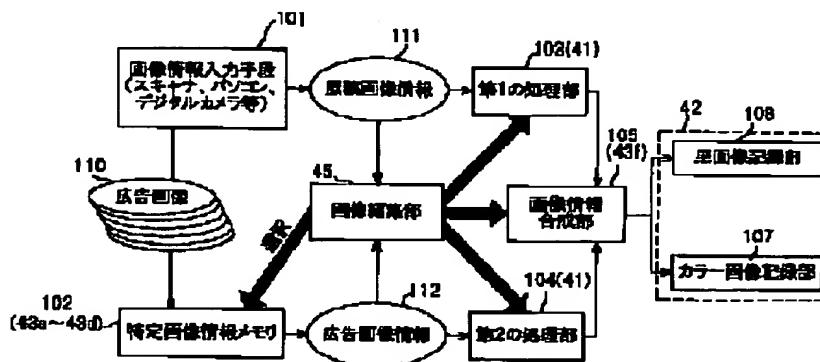 101
画像情報入力手段
(スキャナ、パソコン、
デジタルカメラ等)
111
原稿画像情報
103(41)
第1の処理部
42
108
黒画像記録部
105
(43f)
画像情報
合成部
110
広告画像
45
画像編集部
選択
107
カラー画像記録部
102
(43a～43d)
特定画像情報メモリ
112
広告画像情報
104(41)
第2の処理部